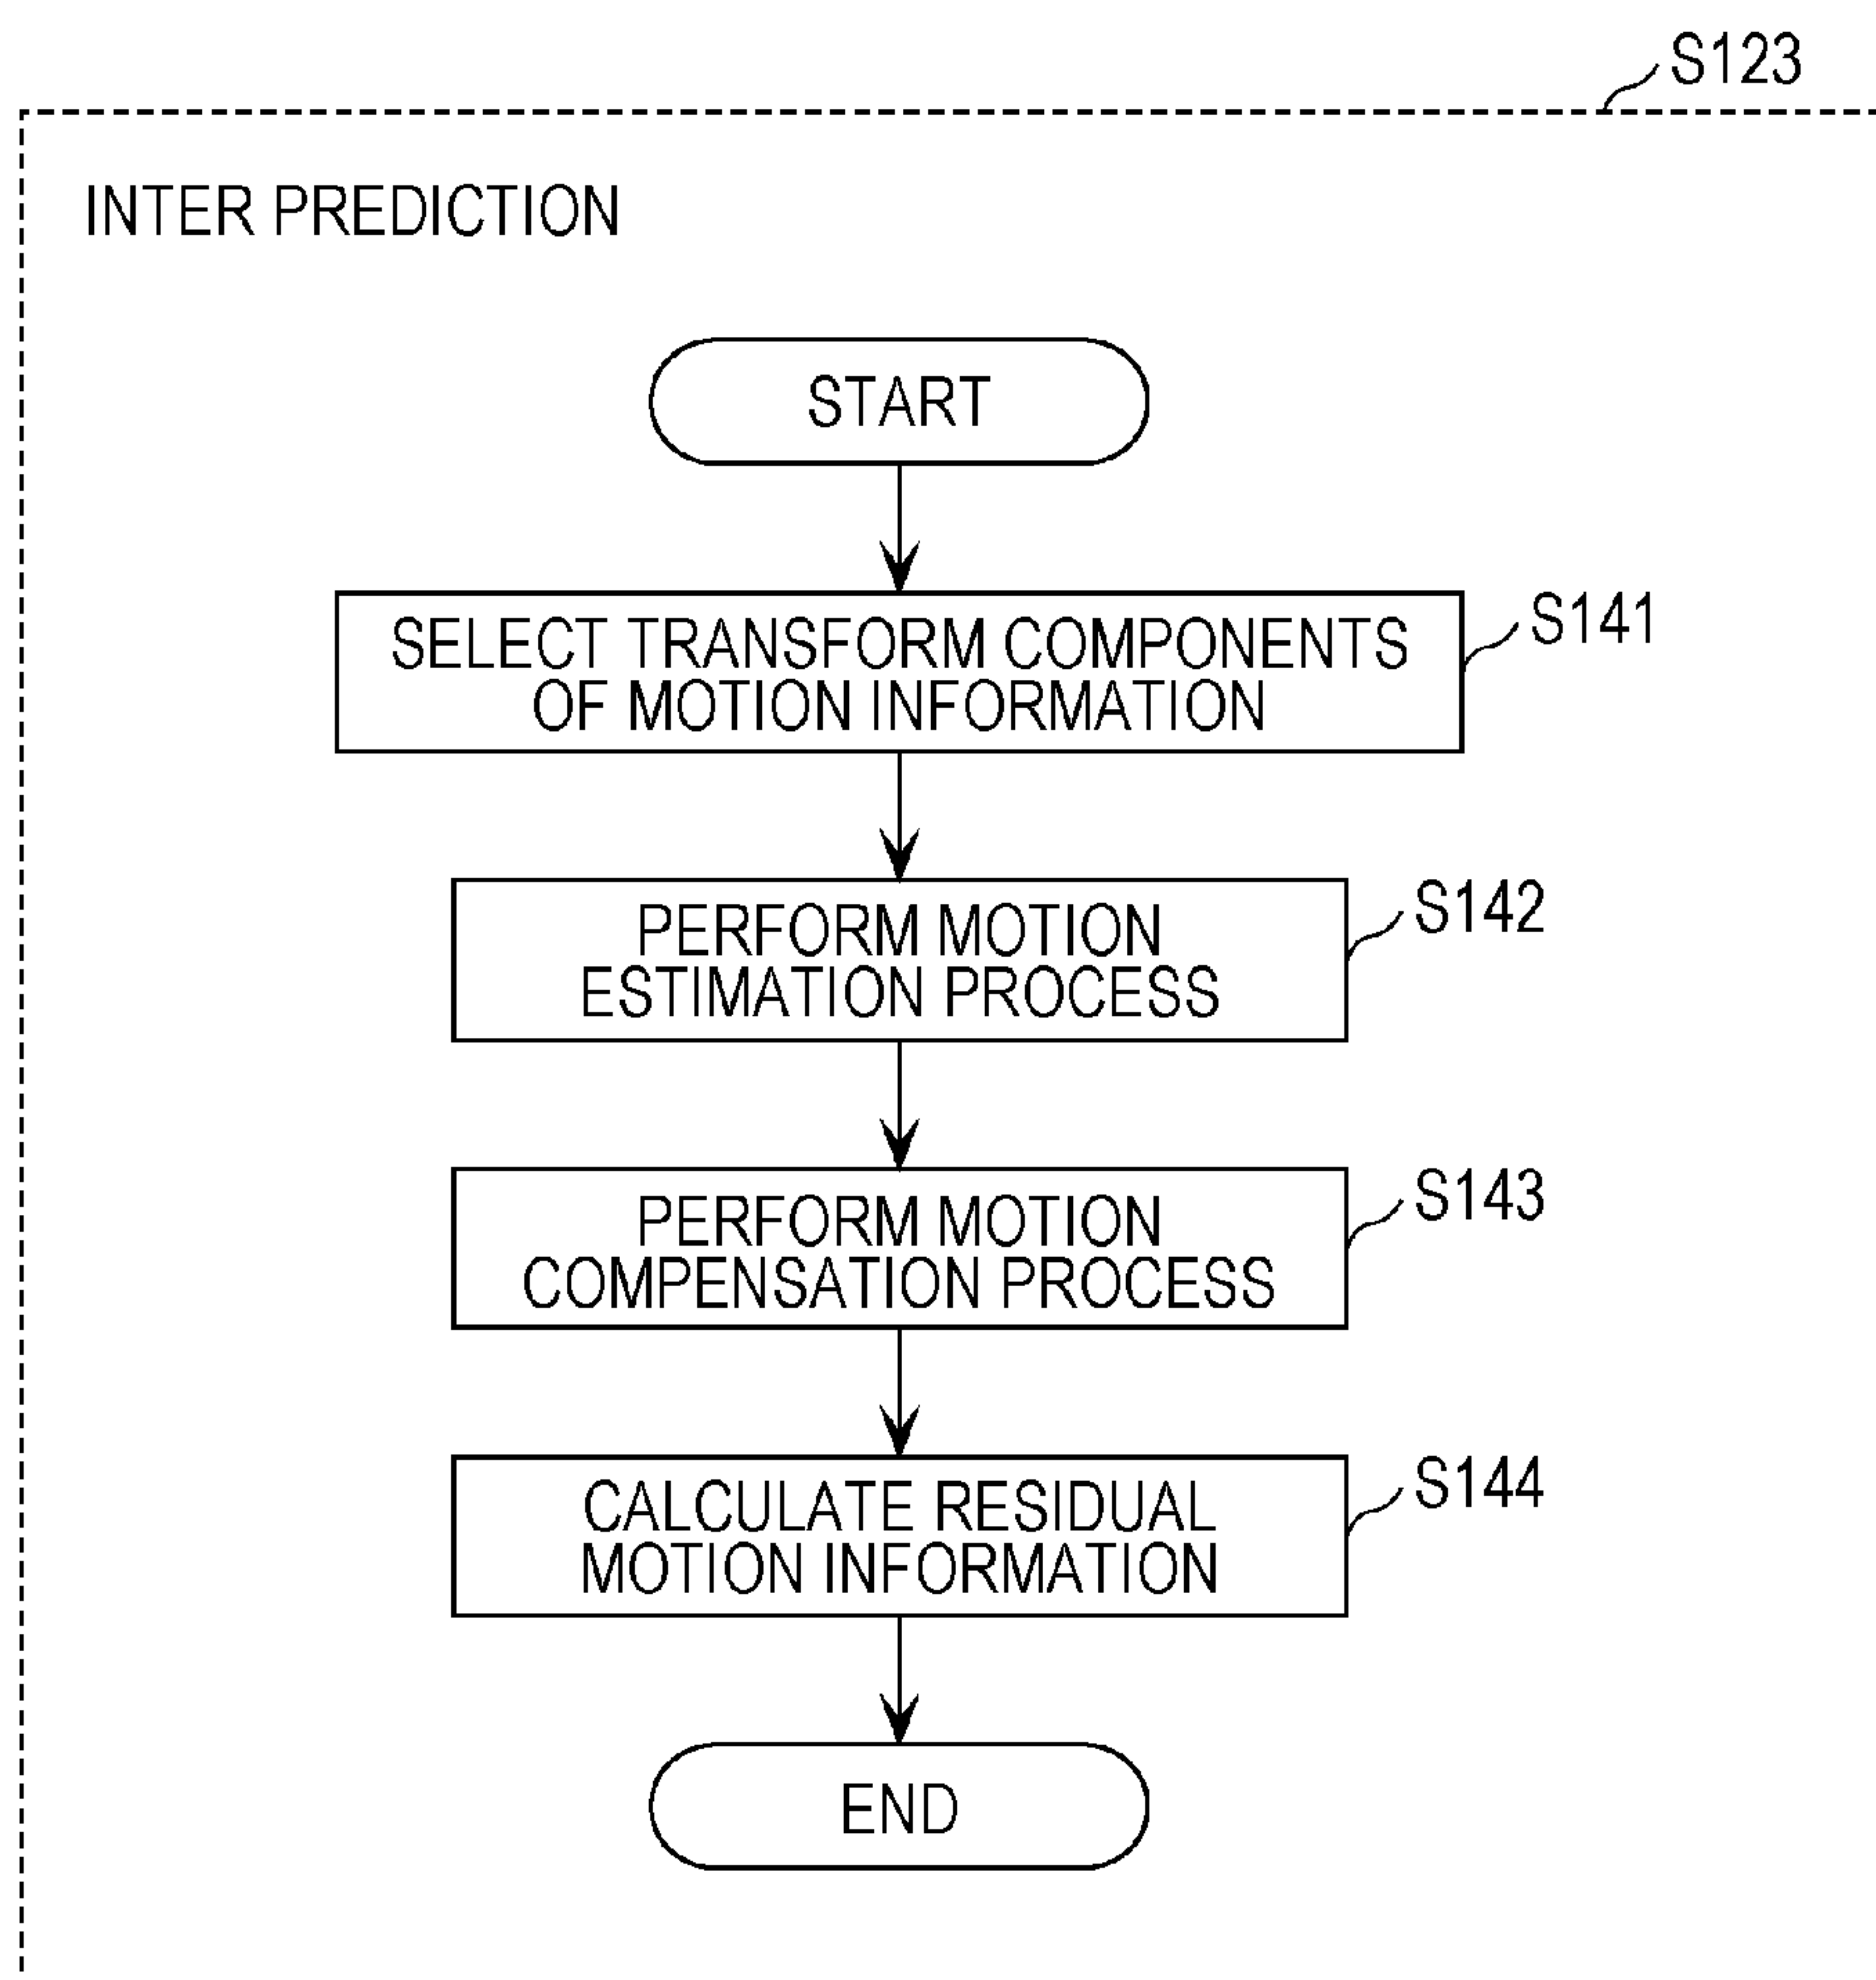 S123
INTER PREDICTION
START
SELECT TRANSFORM COMPONENTS
OF MOTION INFORMATION
S141
PERFORM MOTION
ESTIMATION PROCESS
S142
PERFORM MOTION
COMPENSATION PROCESS
S143
CALCULATE RESIDUAL
MOTION INFORMATION
S144
END